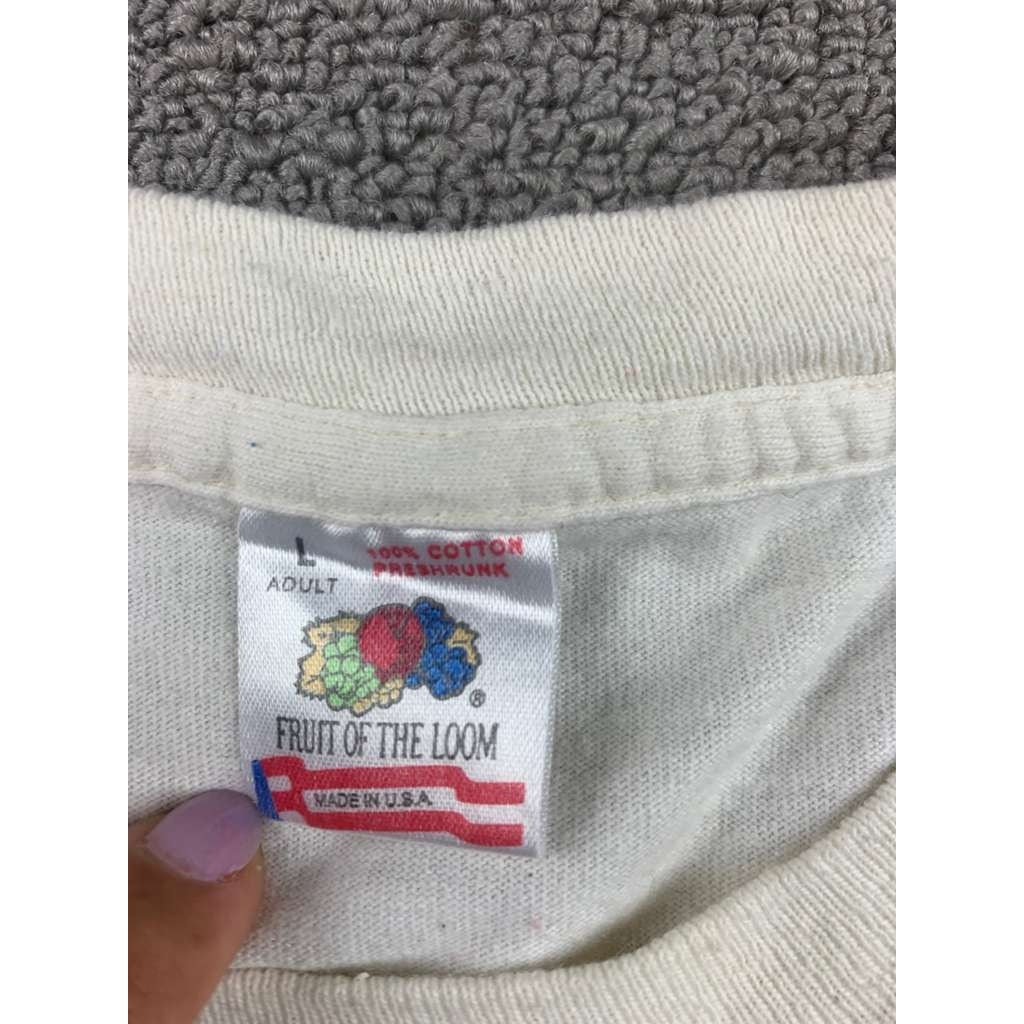 L
ADULT
100% COTTON
PRESHRUNK
®
FRUIT OF THE LOOM
MADE IN U.S.A.